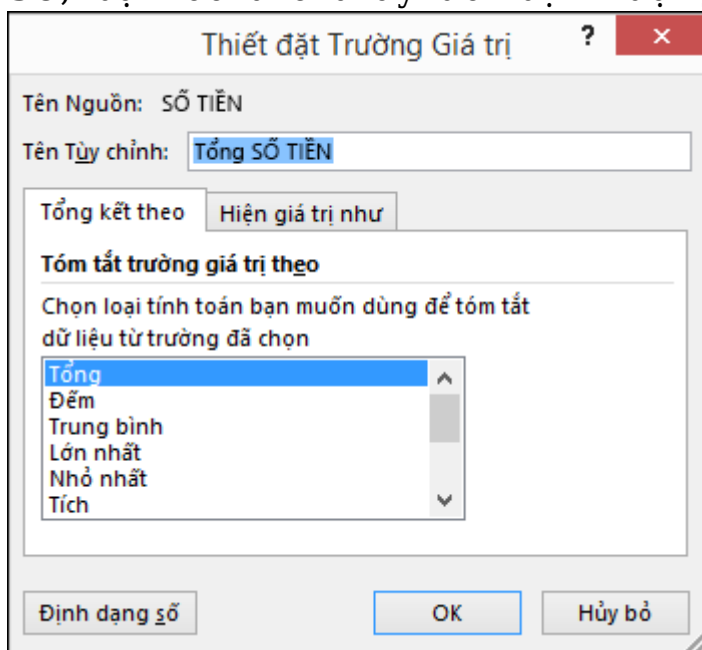 Thiết đặt Trường Giá trị ? ×
Tên Nguồn: SỐ TIỀN
Tên Tùy chỉnh: Tổng SỐ TIỀN
Tổng kết theo Hiện giá trị như
Tóm tắt trường giá trị theo
Chọn loại tính toán bạn muốn dùng để tóm tắt
dữ liệu từ trường đã chọn
Tổng
Đếm
Trung bình
Lớn nhất
Nhỏ nhất
Tích
Định dạng số OK Hủy bỏ